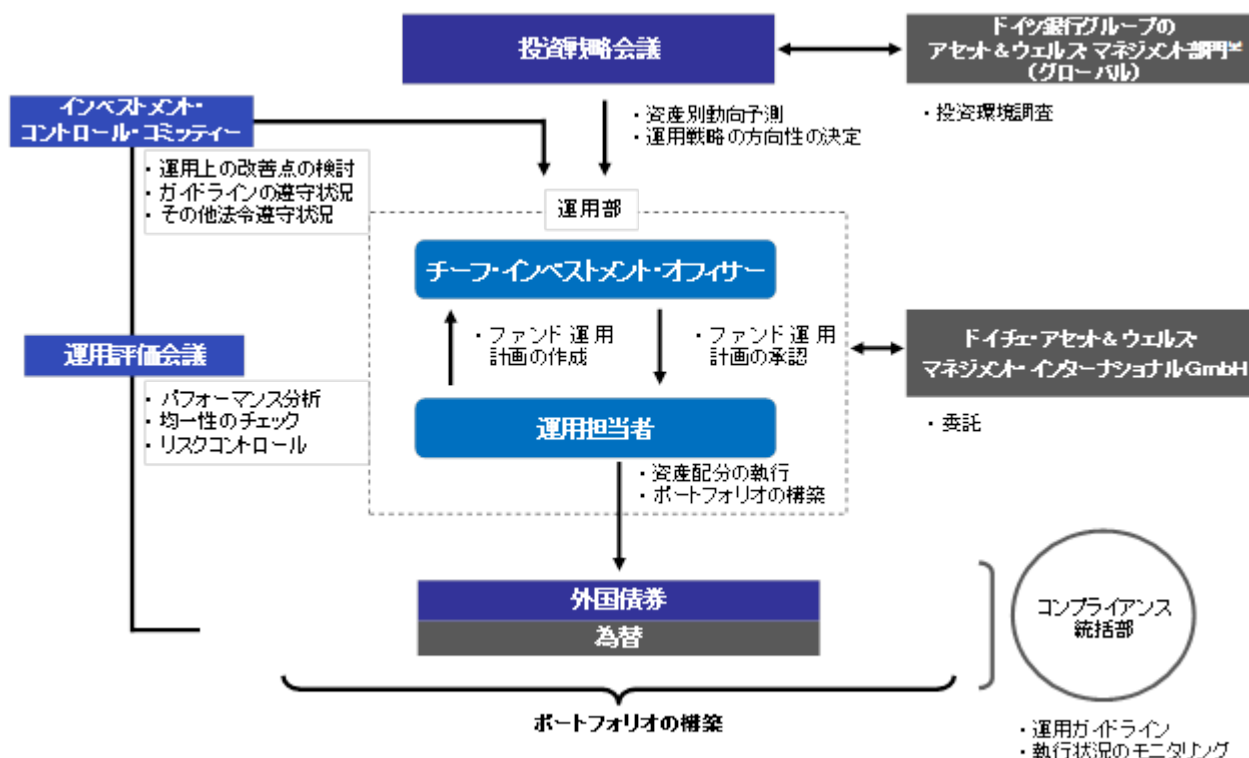 投資戦略会議
ドイツ銀行グループの
アセット＆ウェルス・マネジメント部門※
（グローバル）
・投資環境調査
・資産別動向予測
・運用戦略の方向性の決定
インベストメント・
コントロール・コミッティー
・運用上の改善点の検討
・ガイドラインの遵守状況
・その他法令遵守状況
運用部
チーフ・インベストメント・オフィサー
・ファンド運用
計画の作成
・ファンド運用
計画の承認
運用評価会議
・パフォーマンス分析
・均一性のチェック
・リスクコントロール
ドイチェ・アセット＆ウェルス・
マネジメント・インターナショナルGmbH
・委託
運用担当者
・資産配分の執行
・ポートフォリオの構築
外国債券
為替
コンプライアンス
統括部
ポートフォリオの構築
・運用ガイドライン
・執行状況のモニタリング